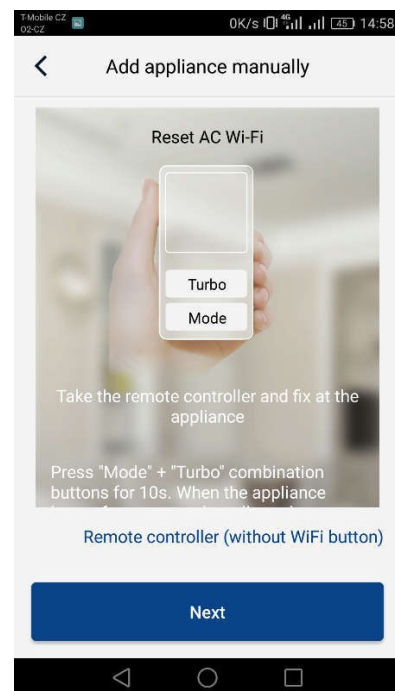 T-Mobile CZ
O2-CZ
0K/s 4G 45 14:58
Add appliance manually
Reset AC Wi-Fi
Turbo
Mode
Take the remote controller and fix at the
appliance
Press "Mode" + "Turbo" combination
buttons for 10s. When the appliance
Remote controller (without WiFi button)
Next